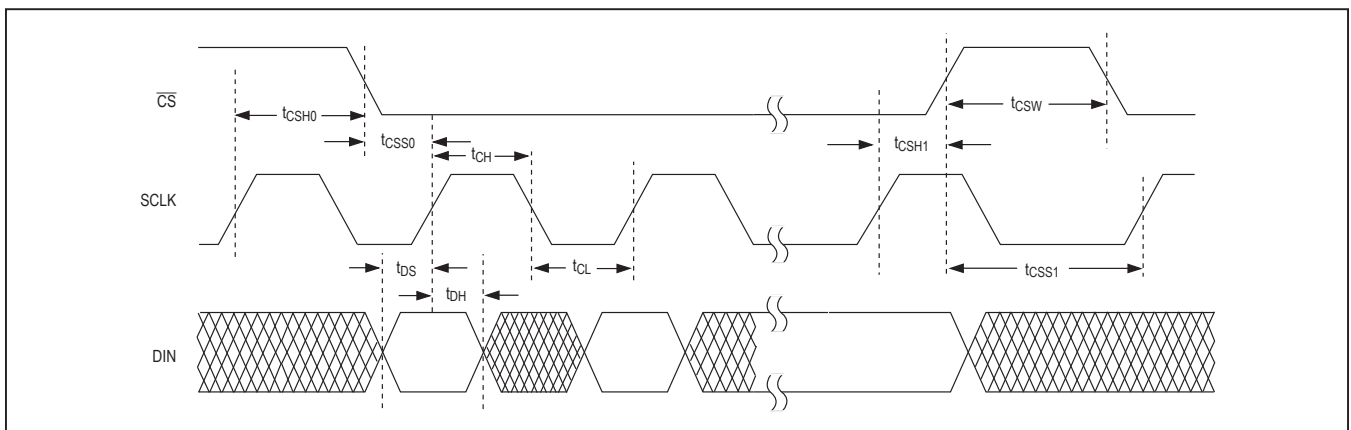 CS
tCSH0
tCSW
tCSS0
tCH
tCSH1
SCLK
tDS
tCL
tCSS1
tDH
DIN